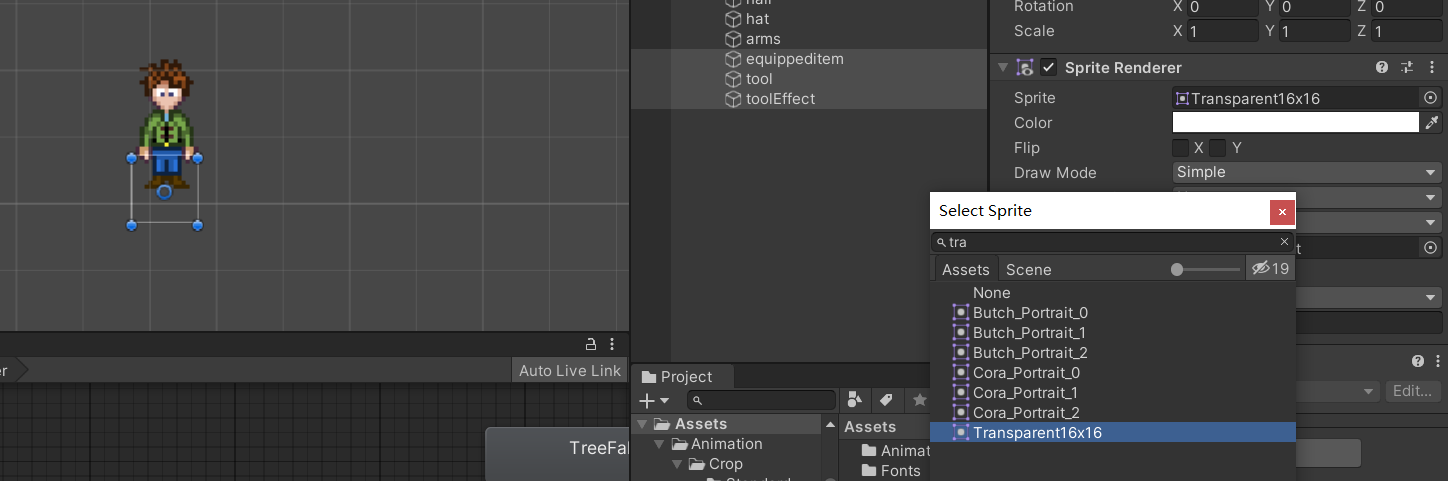 hair
hat
arms
equippeditem
tool
toolEffect
Rotation X 0 Y 0 Z 0
Scale X 1 Y 1 Z 1
Sprite Renderer
Sprite Transparent16x16
Color
Flip X Y
Draw Mode Simple
Select Sprite
tra
Assets Scene 19
None
Butch_Portrait_0
Butch_Portrait_1
Butch_Portrait_2
Cora_Portrait_0
Cora_Portrait_1
Cora_Portrait_2
Transparent16x16
t
Edit...
er
Auto Live Link
TreeFal
Project
Assets
Animation
Crop
Assets
Animat
Fonts